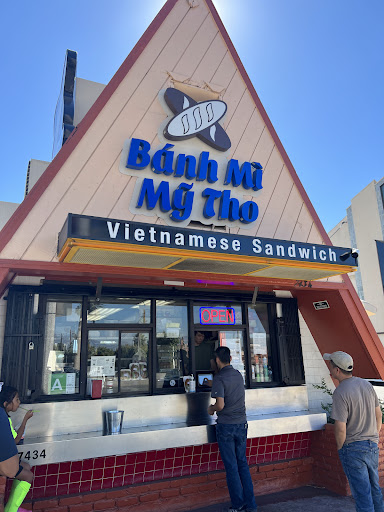 Bánh Mì
Mỹ Tho
Vietnamese Sandwich
OPEN
A
7434